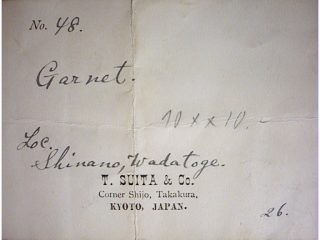 No. 48.
Garnet.
10 x x 10.-
Loc.
Shinano, Wadatoge.
T. SUITA & Co.
Corner Shijo, Takakura,
KYOTO, JAPAN.
26.